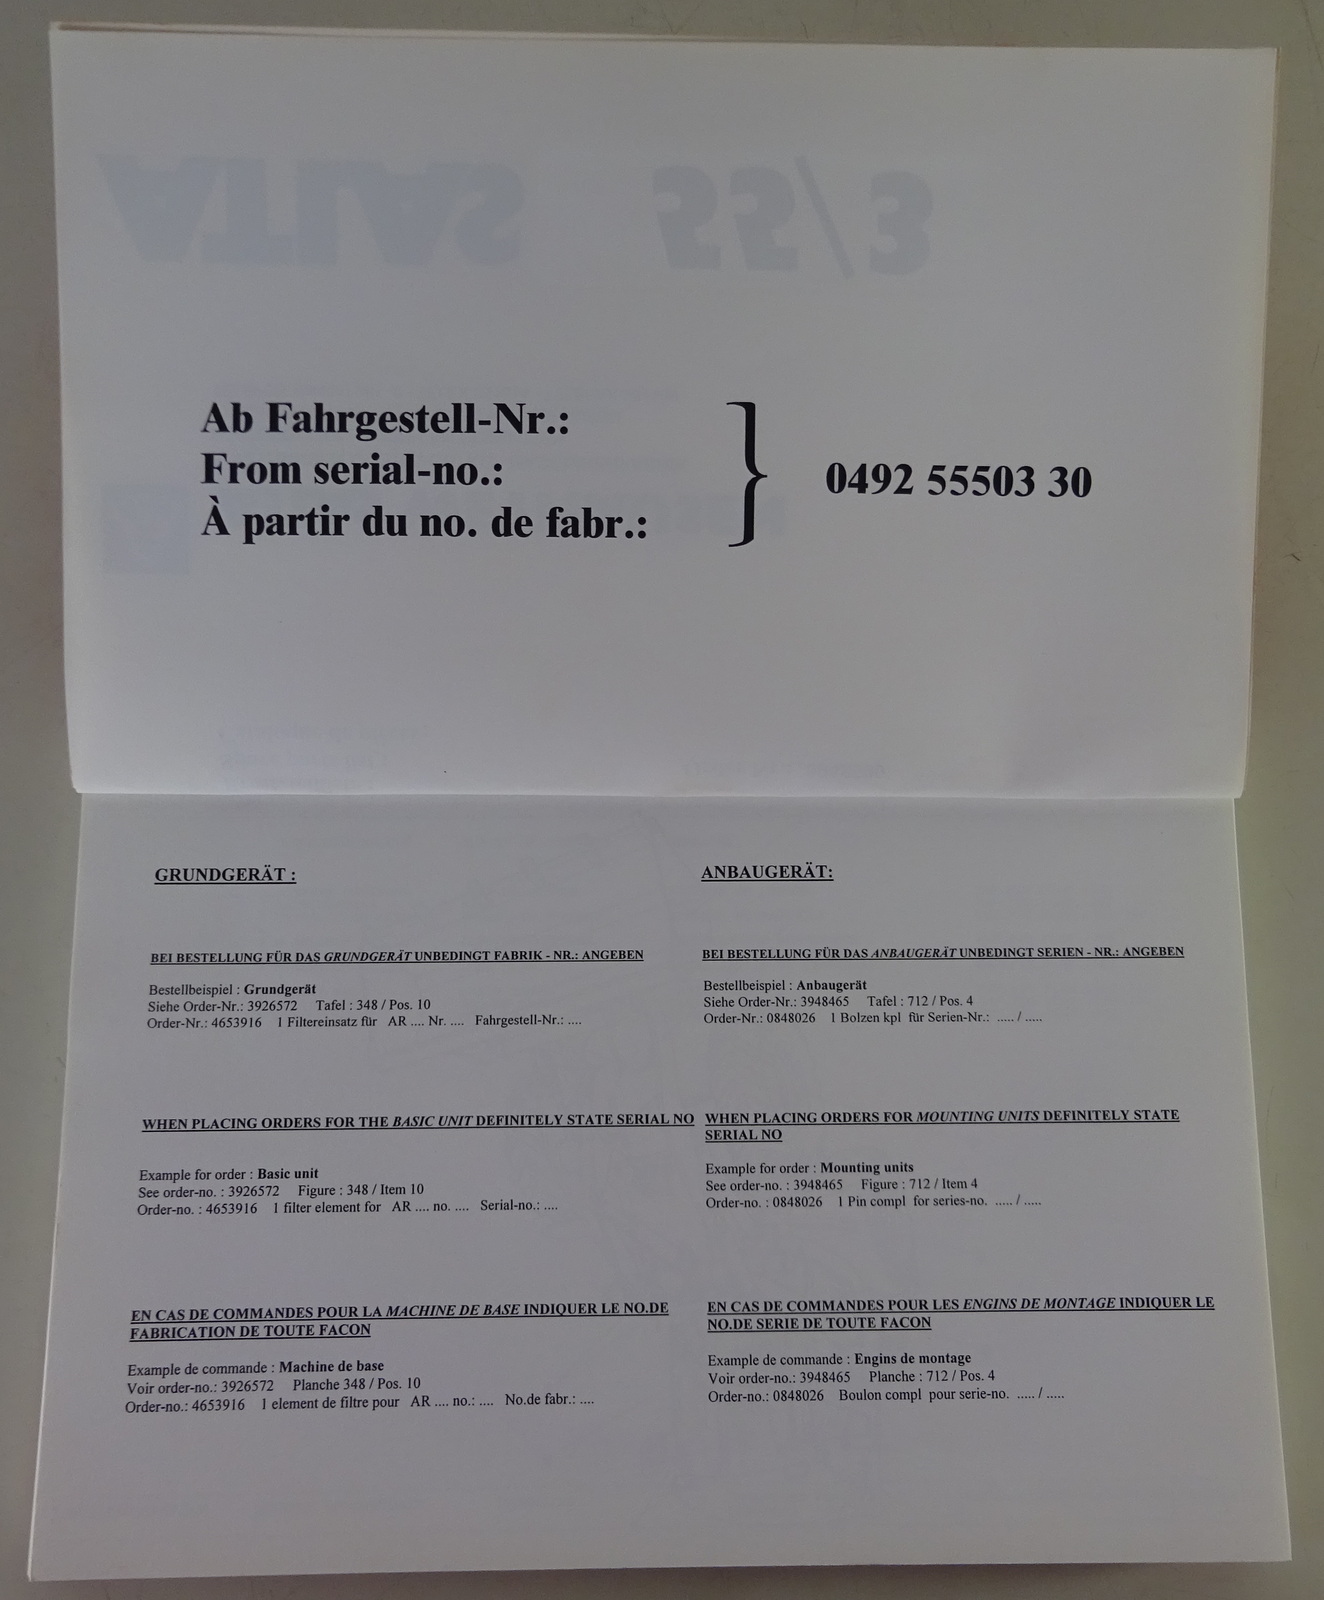 ATLAS 55/3
Ab Fahrgestell-Nr.:
From serial-no.:
À partir du no. de fabr.:
0492 55503 30
GRUNDGERÄT :
BEI BESTELLUNG FÜR DAS GRUNDGERÄT UNBEDINGT FABRIK - NR.: ANGEBEN
Bestellbeispiel : Grundgerät
Siehe Order-Nr.: 3926572 Tafel : 348 / Pos. 10
Order-Nr.: 4653916 1 Filtereinsatz für AR .... Nr. .... Fahrgestell-Nr.: ....
WHEN PLACING ORDERS FOR THE BASIC UNIT DEFINITELY STATE SERIAL NO
Example for order : Basic unit
See order-no. : 3926572 Figure : 348 / Item 10
Order-no. : 4653916 1 filter element for AR .... no. .... Serial-no.: ....
EN CAS DE COMMANDES POUR LA MACHINE DE BASE INDIQUER LE NO.DE
FABRICATION DE TOUTE FACON
Example de commande : Machine de base
Voir order-no.: 3926572 Planche 348 / Pos. 10
Order-no.: 4653916 1 element de filtre pour AR .... no.: .... No.de fabr.: ....
ANBAUGERÄT:
BEI BESTELLUNG FÜR DAS ANBAUGERÄT UNBEDINGT SERIEN - NR.: ANGEBEN
Bestellbeispiel : Anbaugerät
Siehe Order-Nr.: 3948465 Tafel : 712 / Pos. 4
Order-Nr.: 0848026 1 Bolzen kpl für Serien-Nr.: ..... / .....
WHEN PLACING ORDERS FOR MOUNTING UNITS DEFINITELY STATE
SERIAL NO
Example for order : Mounting units
See order-no. : 3948465 Figure : 712 / Item 4
Order-no. : 0848026 1 Pin compl for series-no. ..... / .....
EN CAS DE COMMANDES POUR LES ENGINS DE MONTAGE INDIQUER LE
NO.DE SERIE DE TOUTE FACON
Example de commande : Engins de montage
Voir order-no.: 3948465 Planche : 712 / Pos. 4
Order-no.: 0848026 Boulon compl pour serie-no. ..... / .....